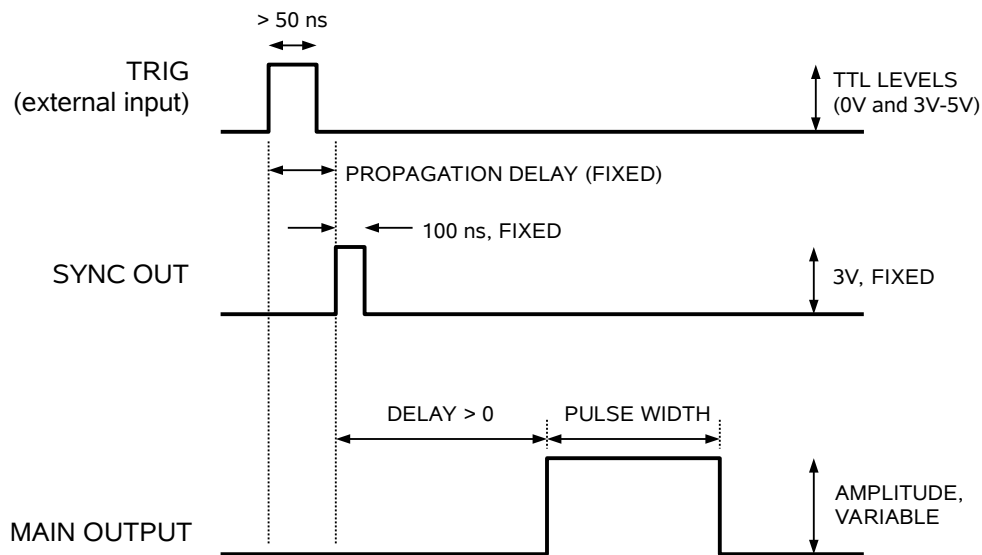 > 50 ns
TRIG
(external input)
TTL LEVELS
(0V and 3V-5V)
PROPAGATION DELAY (FIXED)
100 ns, FIXED
SYNC OUT
3V, FIXED
DELAY > 0
PULSE WIDTH
AMPLITUDE,
VARIABLE
MAIN OUTPUT